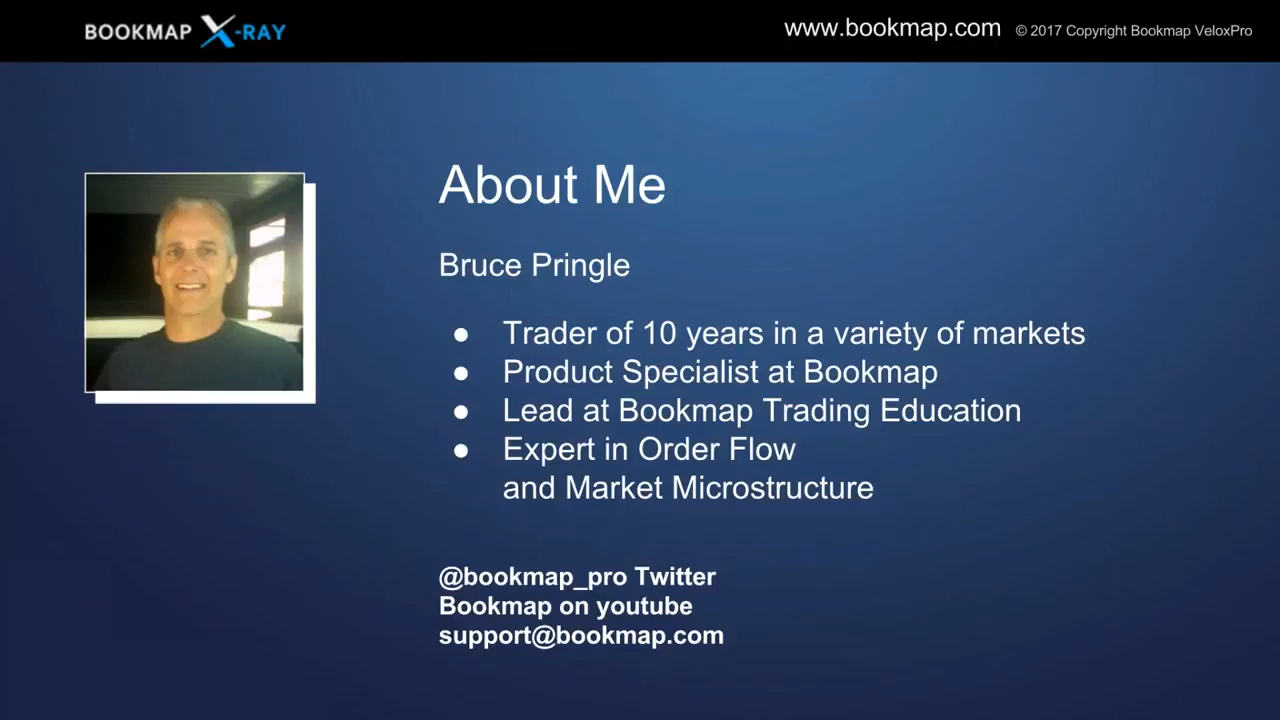 BOOKMAP X-RAY
www.bookmap.com © 2017 Copyright Bookmap VeloxPro
About Me
Bruce Pringle
● Trader of 10 years in a variety of markets
● Product Specialist at Bookmap
● Lead at Bookmap Trading Education
● Expert in Order Flow
and Market Microstructure
@bookmap_pro Twitter
Bookmap on youtube
support@bookmap.com